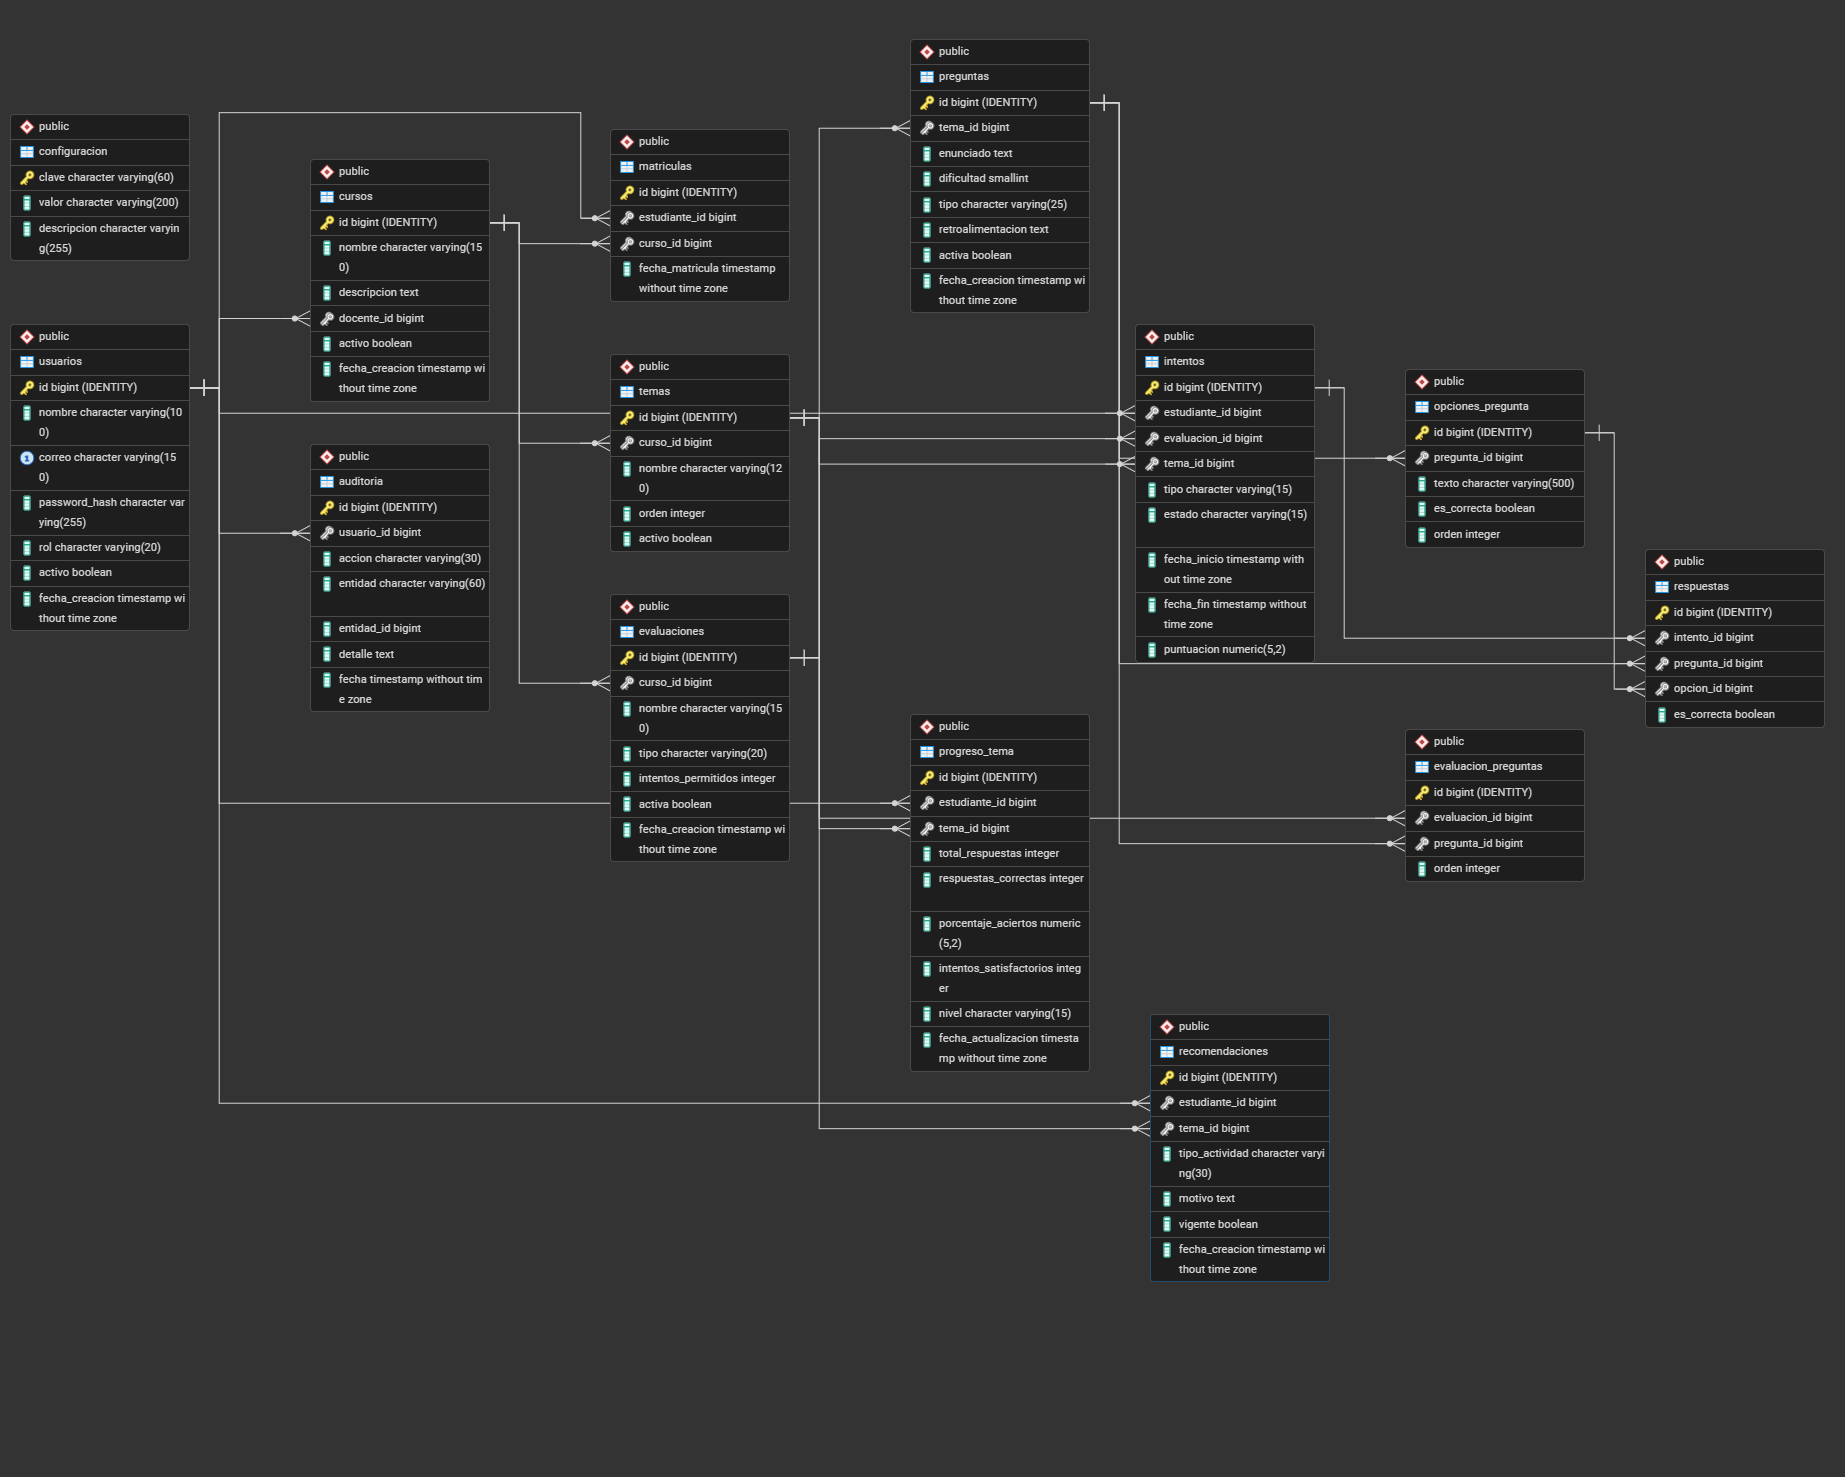 public
configuracion
clave character varying(60)
valor character varying(200)
descripcion character varyin
g(255)
public
usuarios
id bigint (IDENTITY)
nombre character varying(10
0)
correo character varying(15
0)
password_hash character var
ying(255)
rol character varying(20)
activo boolean
fecha_creacion timestamp wi
thout time zone
public
cursos
id bigint (IDENTITY)
nombre character varying(15
0)
descripcion text
docente_id bigint
activo boolean
fecha_creacion timestamp wi
thout time zone
public
auditoria
id bigint (IDENTITY)
usuario_id bigint
accion character varying(30)
entidad character varying(60)
entidad_id bigint
detalle text
fecha timestamp without tim
e zone
public
matriculas
id bigint (IDENTITY)
estudiante_id bigint
curso_id bigint
fecha_matricula timestamp
without time zone
public
temas
id bigint (IDENTITY)
curso_id bigint
nombre character varying(12
0)
orden integer
activo boolean
public
evaluaciones
id bigint (IDENTITY)
curso_id bigint
nombre character varying(15
0)
tipo character varying(20)
intentos_permitidos integer
activa boolean
fecha_creacion timestamp wi
thout time zone
public
preguntas
id bigint (IDENTITY)
tema_id bigint
enunciado text
dificultad smallint
tipo character varying(25)
retroalimentacion text
activa boolean
fecha_creacion timestamp wi
thout time zone
public
progreso_tema
id bigint (IDENTITY)
estudiante_id bigint
tema_id bigint
total_respuestas integer
respuestas_correctas integer
porcentaje_aciertos numeric
(5,2)
intentos_satisfactorios integ
er
nivel character varying(15)
fecha_actualizacion timesta
mp without time zone
public
intentos
id bigint (IDENTITY)
estudiante_id bigint
evaluacion_id bigint
tema_id bigint
tipo character varying(15)
estado character varying(15)
fecha_inicio timestamp with
out time zone
fecha_fin timestamp without
time zone
puntuacion numeric(5,2)
public
recomendaciones
id bigint (IDENTITY)
estudiante_id bigint
tema_id bigint
tipo_actividad character varyi
ng(30)
motivo text
vigente boolean
fecha_creacion timestamp wi
thout time zone
public
opciones_pregunta
id bigint (IDENTITY)
pregunta_id bigint
texto character varying(500)
es_correcta boolean
orden integer
public
evaluacion_preguntas
id bigint (IDENTITY)
evaluacion_id bigint
pregunta_id bigint
orden integer
public
respuestas
id bigint (IDENTITY)
intento_id bigint
pregunta_id bigint
opcion_id bigint
es_correcta boolean